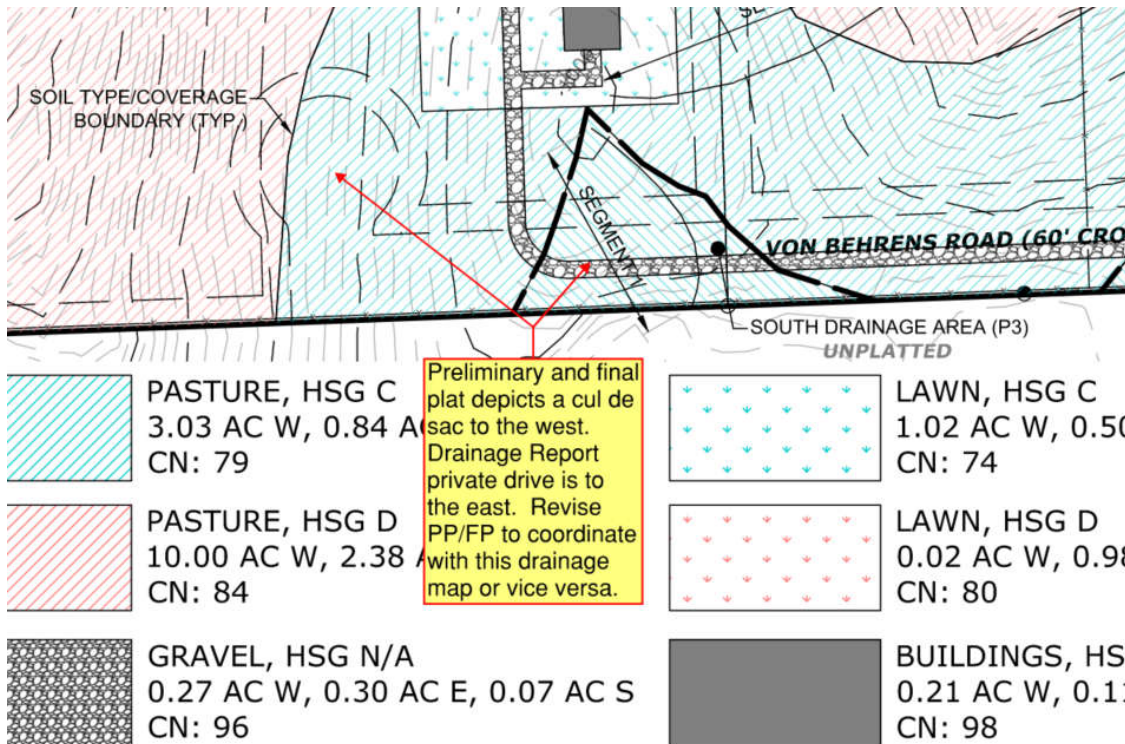 SOIL TYPE/COVERAGE
BOUNDARY (TYP.)
SEGMENT 1
VON BEHRENS ROAD (60' CRO
SOUTH DRAINAGE AREA (P3)
UNPLATTED
Preliminary and final
plat depicts a cul de
sac to the west.
Drainage Report
private drive is to
the east. Revise
PP/FP to coordinate
with this drainage
map or vice versa.
PASTURE, HSG C
3.03 AC W, 0.84 A
CN: 79
LAWN, HSG C
1.02 AC W, 0.50
CN: 74
PASTURE, HSG D
10.00 AC W, 2.38
CN: 84
LAWN, HSG D
0.02 AC W, 0.98
CN: 80
GRAVEL, HSG N/A
0.27 AC W, 0.30 AC E, 0.07 AC S
CN: 96
BUILDINGS, HS
0.21 AC W, 0.11
CN: 98